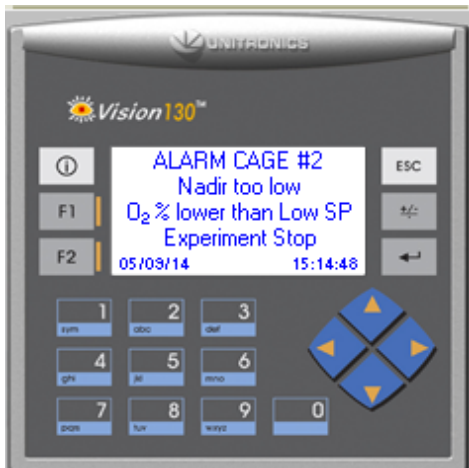 UNITRONICS
Vision130™
ALARM CAGE #2
Nadir too low
O₂ % lower than Low SP
Experiment Stop
05/09/14 15:14:48
i
ESC
F1
+/-
F2
1 2 3
sym abc def
4 5 6
ghi jkl mno
7 8 9 0
pqrs tuv wxyz